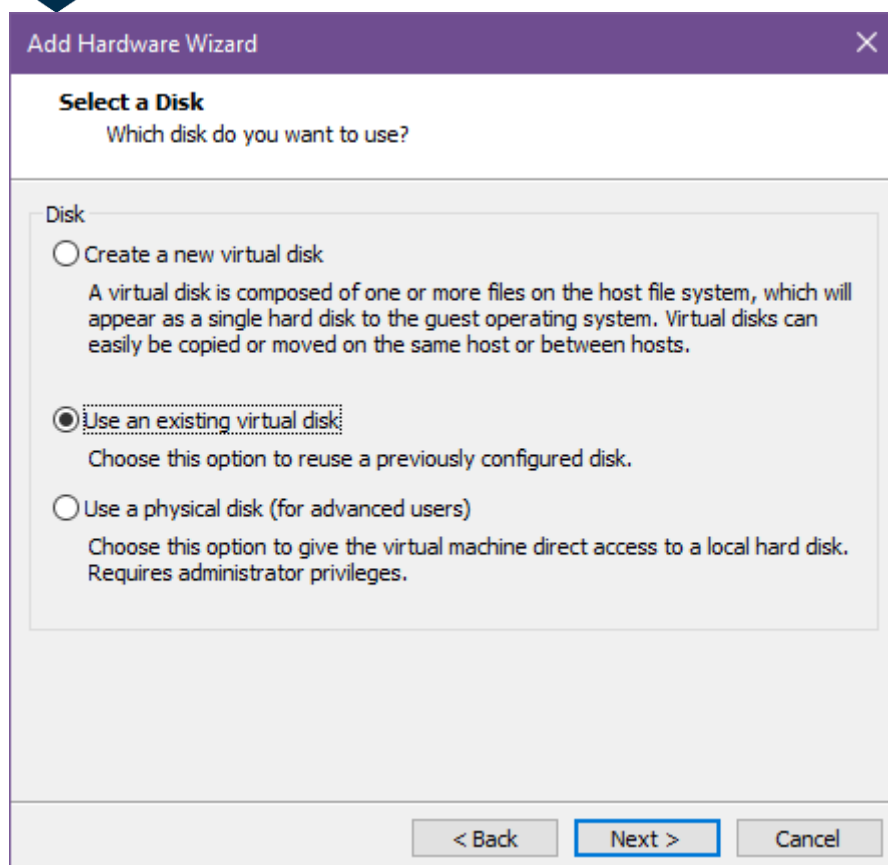 Add Hardware Wizard
Select a Disk
Which disk do you want to use?
Disk
Create a new virtual disk
A virtual disk is composed of one or more files on the host file system, which will
appear as a single hard disk to the guest operating system. Virtual disks can
easily be copied or moved on the same host or between hosts.
Use an existing virtual disk
Choose this option to reuse a previously configured disk.
Use a physical disk (for advanced users)
Choose this option to give the virtual machine direct access to a local hard disk.
Requires administrator privileges.
< Back Next > Cancel